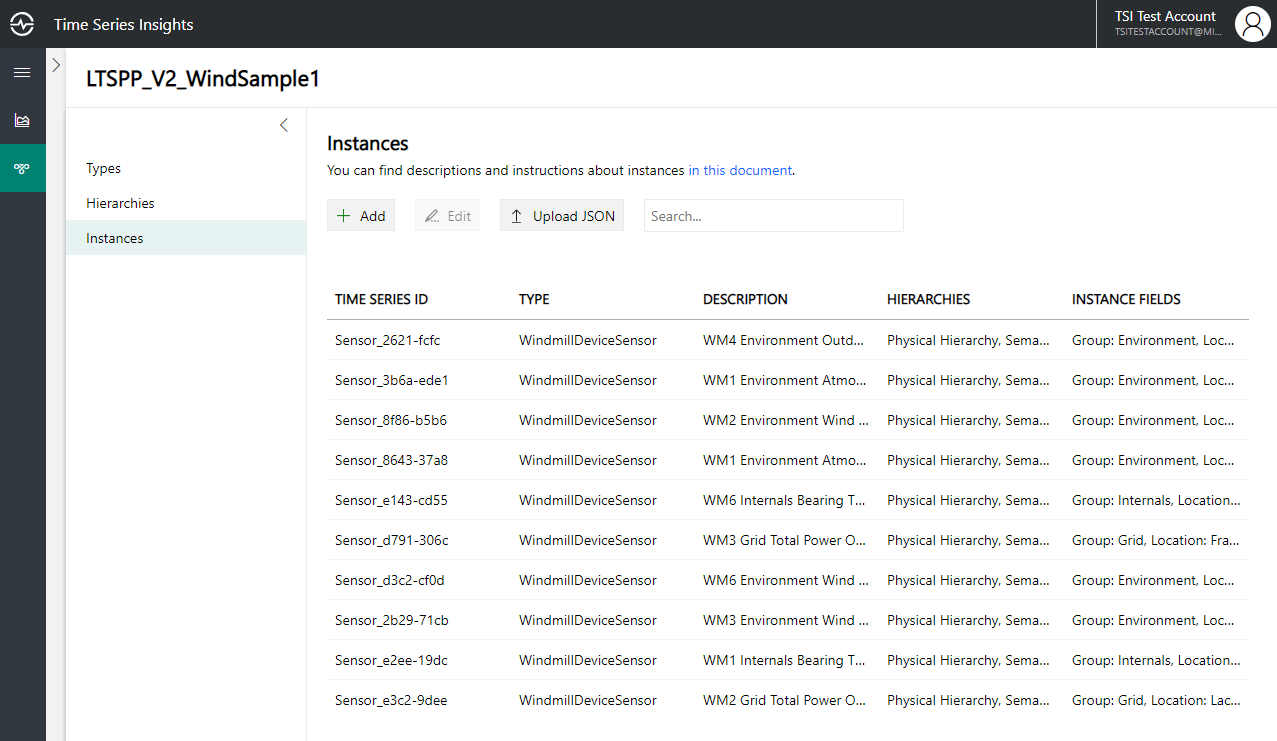 Time Series Insights
TSI Test Account
TSITESTACCOUNT@MI...
LTSPP_V2_WindSample1
Types
Hierarchies
Instances
Instances
You can find descriptions and instructions about instances in this document.
Add Edit Upload JSON Search...
TIME SERIES ID TYPE DESCRIPTION HIERARCHIES INSTANCE FIELDS
Sensor_2621-fcfc WindmillDeviceSensor WM4 Environment Outd... Physical Hierarchy, Sema... Group: Environment, Loc...
Sensor_3b6a-ede1 WindmillDeviceSensor WM1 Environment Atmo... Physical Hierarchy, Sema... Group: Environment, Loc...
Sensor_8f86-b5b6 WindmillDeviceSensor WM2 Environment Wind ... Physical Hierarchy, Sema... Group: Environment, Loc...
Sensor_8643-37a8 WindmillDeviceSensor WM1 Environment Atmo... Physical Hierarchy, Sema... Group: Environment, Loc...
Sensor_e143-cd55 WindmillDeviceSensor WM6 Internals Bearing T... Physical Hierarchy, Sema... Group: Internals, Location...
Sensor_d791-306c WindmillDeviceSensor WM3 Grid Total Power O... Physical Hierarchy, Sema... Group: Grid, Location: Fra...
Sensor_d3c2-cf0d WindmillDeviceSensor WM6 Environment Wind ... Physical Hierarchy, Sema... Group: Environment, Loc...
Sensor_2b29-71cb WindmillDeviceSensor WM3 Environment Wind ... Physical Hierarchy, Sema... Group: Environment, Loc...
Sensor_e2ee-19dc WindmillDeviceSensor WM1 Internals Bearing T... Physical Hierarchy, Sema... Group: Internals, Location...
Sensor_e3c2-9dee WindmillDeviceSensor WM2 Grid Total Power O... Physical Hierarchy, Sema... Group: Grid, Location: Lac...